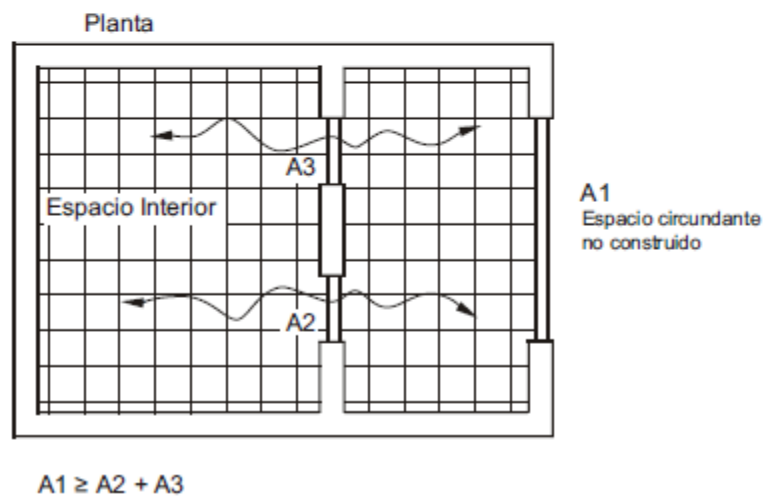 Planta
A3
Espacio Interior
A1
Espacio circundante
no construido
A2
A1 ≥ A2 + A3